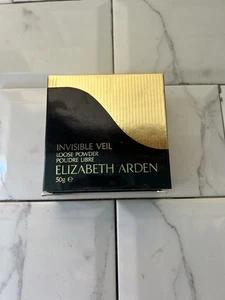 INVISIBLE VEIL
LOOSE POWDER
POUDRE LIBRE
ELIZABETH ARDEN
50g ℮